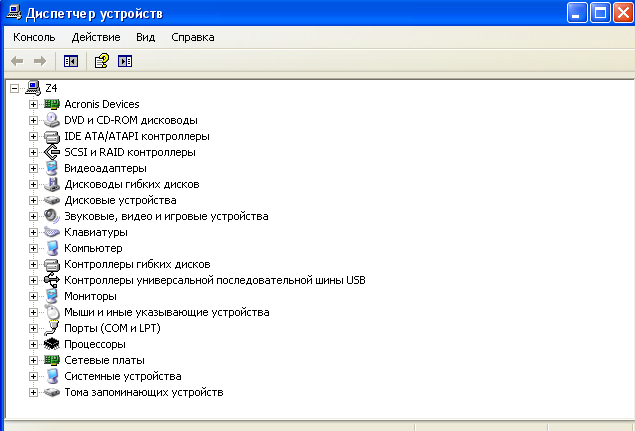 Диспетчер устройств
Консоль Действие Вид Справка
Z4
Acronis Devices
DVD и CD-ROM дисководы
IDE ATA/ATAPI контроллеры
SCSI и RAID контроллеры
Видеоадаптеры
Дисководы гибких дисков
Дисковые устройства
Звуковые, видео и игровые устройства
Клавиатуры
Компьютер
Контроллеры гибких дисков
Контроллеры универсальной последовательной шины USB
Мониторы
Мыши и иные указывающие устройства
Порты (COM и LPT)
Процессоры
Сетевые платы
Системные устройства
Тома запоминающих устройств